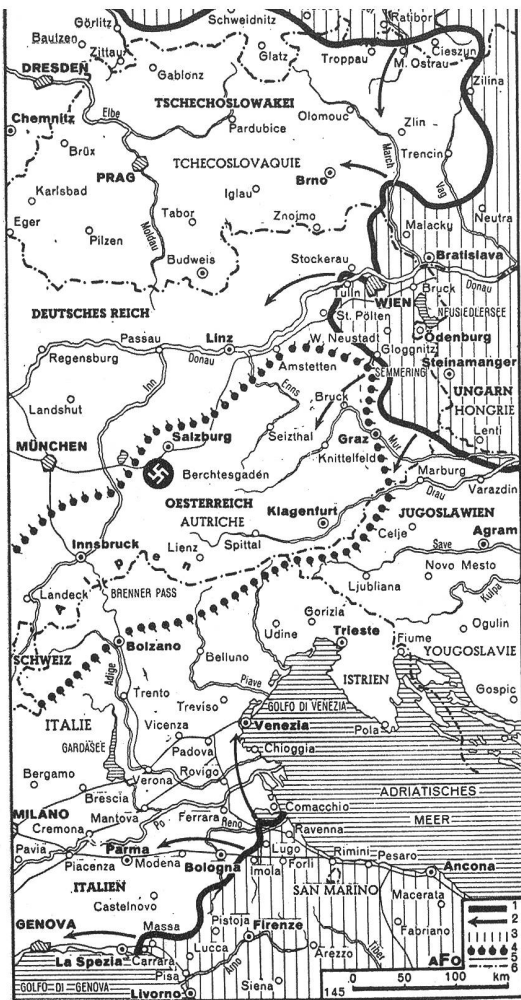 Görlitz
Schweidnitz
Ratibor
Bautzen
Zittau
Glatz
Troppau
Cieszyn
M. Ostrau
DRESDEN
Gablonz
Zilina
TSCHECHOSLOWAKEI
Chemnitz
Elbe
Pardubice
Olomouc
Zlin
Brüx
TCHECOSLOVAQUIE
March
Trencin
PRAG
Brno
Vag
Karlsbad
Iglau
Eger
Tabor
Znojmo
Neutra
Pilzen
Moldau
Malacky
Budweis
Stockerau
Bratislava
Tulln
Donau
WIEN
Bruck
DEUTSCHES REICH
St. Pölten
NEUSIEDLERSEE
Passau
Linz
W. Neustadt
Ödenburg
Regensburg
Donau
Gloggnitz
Amstetten
SEMMERING
Steinamanger
Inn
Enns
Landshut
Bruck
UNGARN
HONGRIE
Salzburg
Seizthal
Graz
Mur
Lenti
MÜNCHEN
Knittelfeld
Berchtesgaden
Marburg
Varazdin
OESTERREICH
Drau
AUTRICHE
Klagenfurt
JUGOSLAWIEN
Celje
Agram
Innsbruck
Lienz
Spittal
Save
Alpen
Novo Mesto
Landeck
BRENNER PASS
Ljubliana
Kulpa
Gorizia
Ogulin
Udine
Trieste
Fiume
SCHWEIZ
Bolzano
Belluno
YOUGOSLAVIE
Adige
Piave
ISTRIEN
Trento
Treviso
GOLFO DI VENEZIA
Gospic
ITALIE
Vicenza
Venezia
Pola
GARDASEE
Padova
Chioggia
Bergamo
Verona
Rovigo
ADRIATISCHES
Brescia
Comacchio
MILANO
Mantova
Ferrara
MEER
Cremona
Po
Reno
Ravenna
Pavia
Parma
Lugo
Rimini
Pesaro
Piacenza
Modena
Bologna
Imola
Forli
Ancona
ITALIEN
SAN MARINO
Castelnovo
Macerata
GENOVA
Massa
Pistoja
Firenze
Fabriano
Lucca
La Spezia
Carrara
Arezzo
Tiber
Pisa
Arno
GOLFO DI GENOVA
Livorno
Siena
AFO
1
2
3
4
5
6
0 50 100 km
145